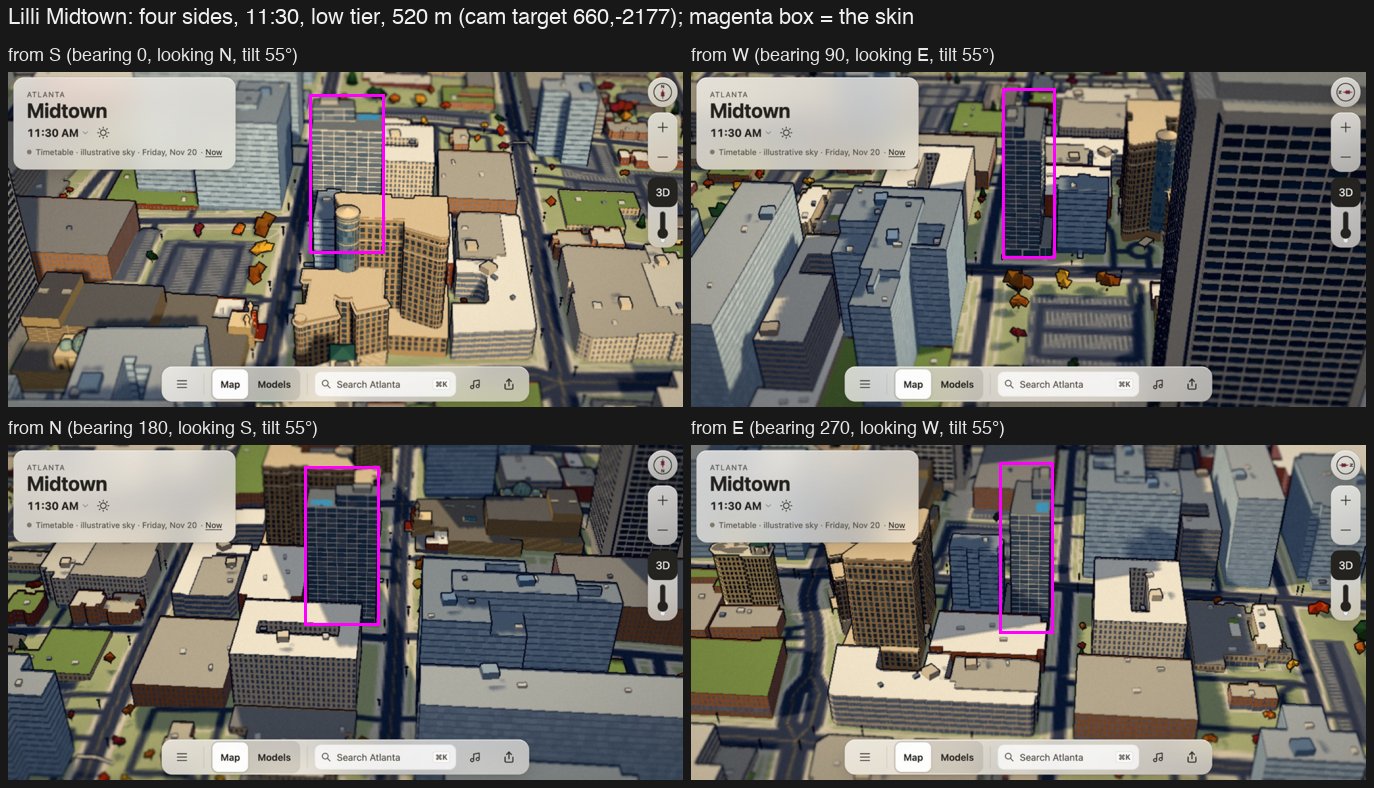 Lilli Midtown: four sides, 11:30, low tier, 520 m (cam target 660,-2177); magenta box = the skin
from S (bearing 0, looking N, tilt 55°)
ATLANTA
Midtown
11:30 AM
Timetable · illustrative sky · Friday, Nov 20 · Now
3D
Map
Models
Search Atlanta
⌘K
from W (bearing 90, looking E, tilt 55°)
ATLANTA
Midtown
11:30 AM
Timetable · illustrative sky · Friday, Nov 20 · Now
3D
Map
Models
Search Atlanta
⌘K
from N (bearing 180, looking S, tilt 55°)
ATLANTA
Midtown
11:30 AM
Timetable · illustrative sky · Friday, Nov 20 · Now
3D
Map
Models
Search Atlanta
⌘K
from E (bearing 270, looking W, tilt 55°)
ATLANTA
Midtown
11:30 AM
Timetable · illustrative sky · Friday, Nov 20 · Now
3D
Map
Models
Search Atlanta
⌘K